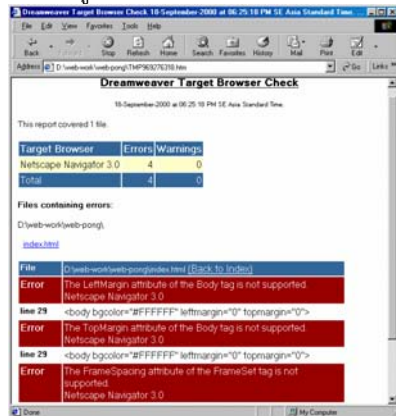 Dreamweaver Target Browser Check 18-September-2000 at 06:25:18 PM SE Asia Standard Time.
File Edit View Favorites Tools Help
Back Stop Refresh Home Search Favorites History Mail Print Edit
Address D:\web-work\web-pong\TMP969276318.htm Go Links »
Dreamweaver Target Browser Check
18-September-2000 at 06:25:18 PM SE Asia Standard Time.
This report covered 1 file.
Target Browser Errors Warnings
Netscape Navigator 3.0 4 0
Total 4 0
Files containing errors:
D:\web-work\web-pong\
index.html
File D:\web-work\web-pong\index.html (Back to Index)
Error The LeftMargin attribute of the Body tag is not supported.
Netscape Navigator 3.0
line 29 <body bgcolor="#FFFFFF" leftmargin="0" topmargin="0">
Error The TopMargin attribute of the Body tag is not supported.
Netscape Navigator 3.0
line 29 <body bgcolor="#FFFFFF" leftmargin="0" topmargin="0">
Error The FrameSpacing attribute of the FrameSet tag is not
supported.
Netscape Navigator 3.0
Done My Computer